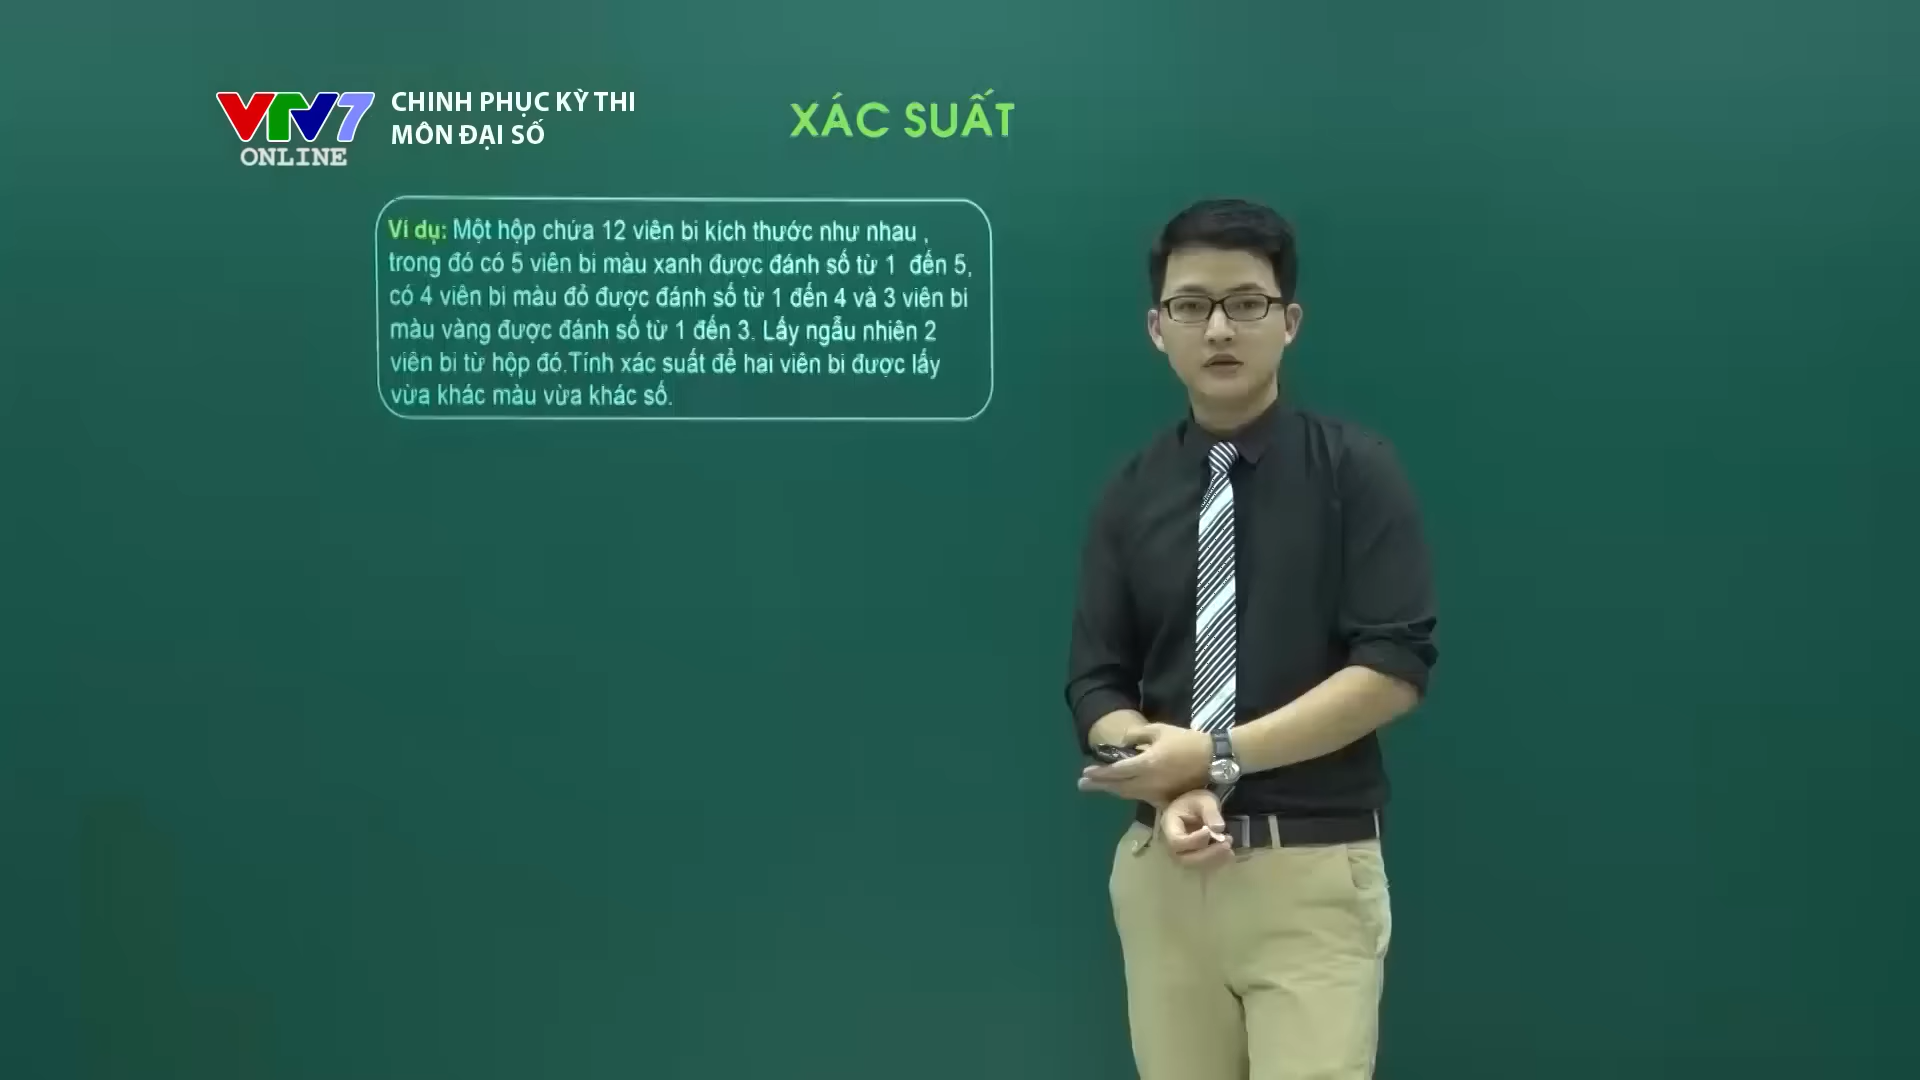 VTV7
ONLINE
CHINH PHỤC KỲ THI
MÔN ĐẠI SỐ
XÁC SUẤT
Ví dụ: Một hộp chứa 12 viên bi kích thước như nhau ,
trong đó có 5 viên bi màu xanh được đánh số từ 1 đến 5,
có 4 viên bi màu đỏ được đánh số từ 1 đến 4 và 3 viên bi
màu vàng được đánh số từ 1 đến 3. Lấy ngẫu nhiên 2
viên bi từ hộp đó.Tính xác suất để hai viên bi được lấy
vừa khác màu vừa khác số.